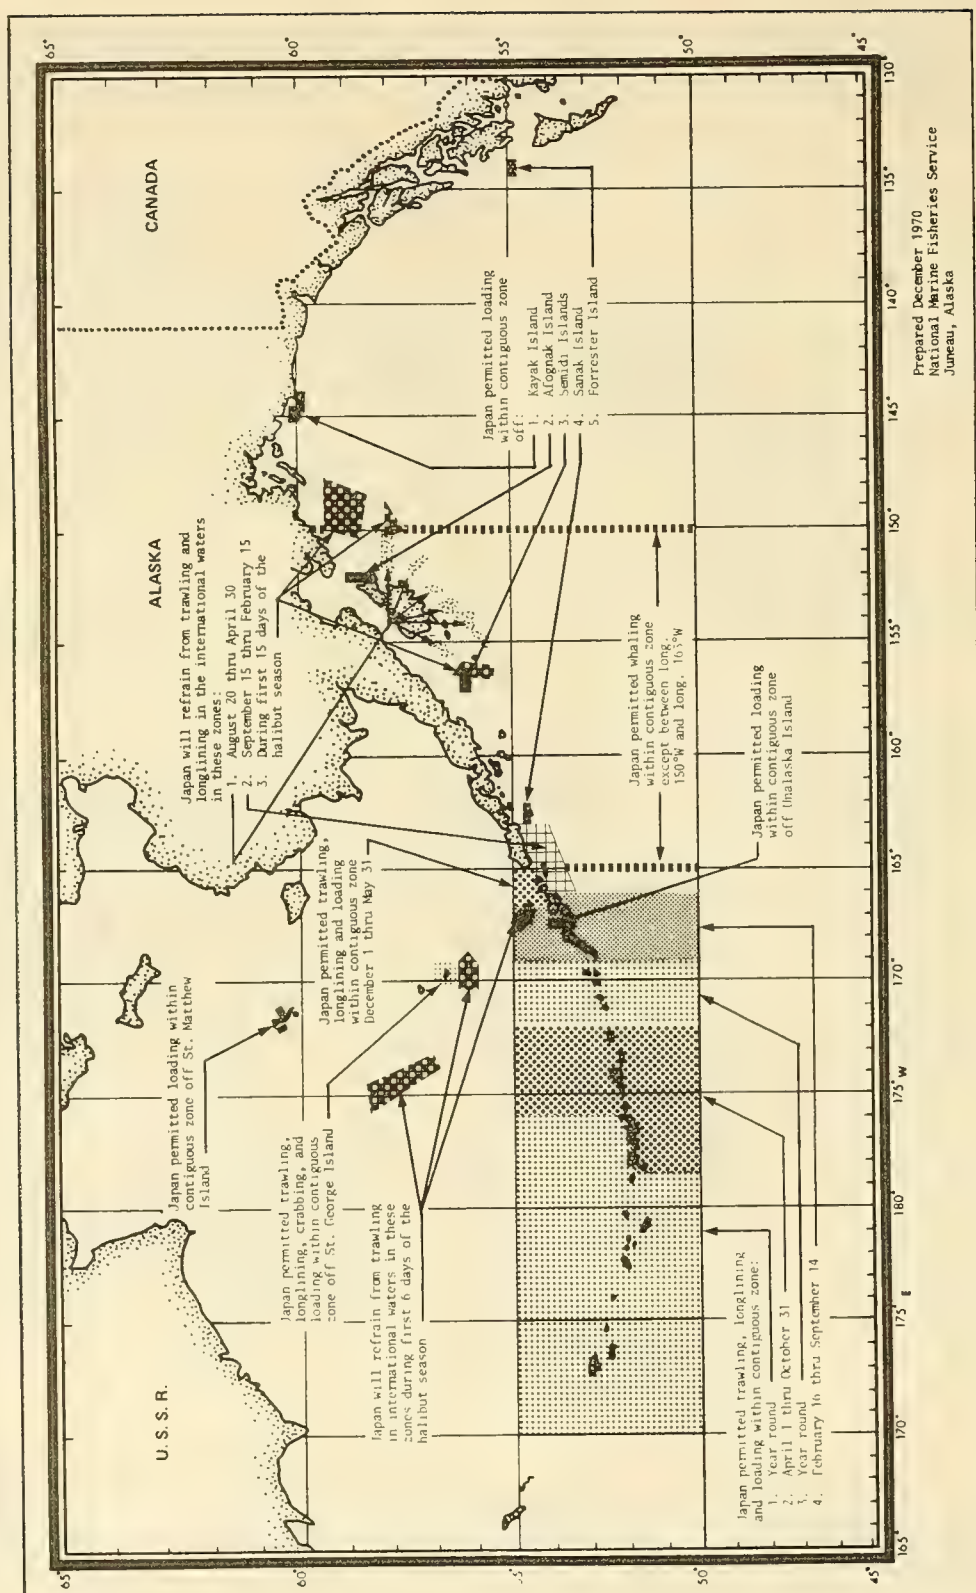 65°
60°
55°
50°
45°
U.S.S.R.
ALASKA
CANADA
Japan permitted loading within
contiguous zone off St. Matthew
Island
Japan will refrain from trawling and
longlining in the international waters
in these zones:
1. August 20 thru April 30
2. September 15 thru February 15
3. During first 15 days of the
halibut season
Japan permitted trawling,
longlining and loading
within contiguous zone
December 1 thru May 31
Japan permitted trawling,
longlining, crabbing, and
loading within contiguous
zone off St. George Island
Japan will refrain from trawling
in international waters in these
zones during first 6 days of the
halibut season
Japan permitted loading
within contiguous zone
off:
1. Kayak Island
2. Afognak Island
3. Semidi Islands
4. Sanak Island
5. Forrester Island
Japan permitted whaling
within contiguous zone
except between long.
150°W and long.
Japan permitted loading
within contiguous zone
off Unalaska Island
Japan permitted trawling, longlining
and loading within contiguous zone:
1. Year round
2. April 1 thru October 31
3. Year round
4. February 16 thru September 14
65°
60°
55°
50°
45°
165°
170°
175° E
180°
175° W
170°
165°
160°
155°
150°
145°
140°
135°
130°
Prepared December 1970
National Marine Fisheries Service
Juneau, Alaska